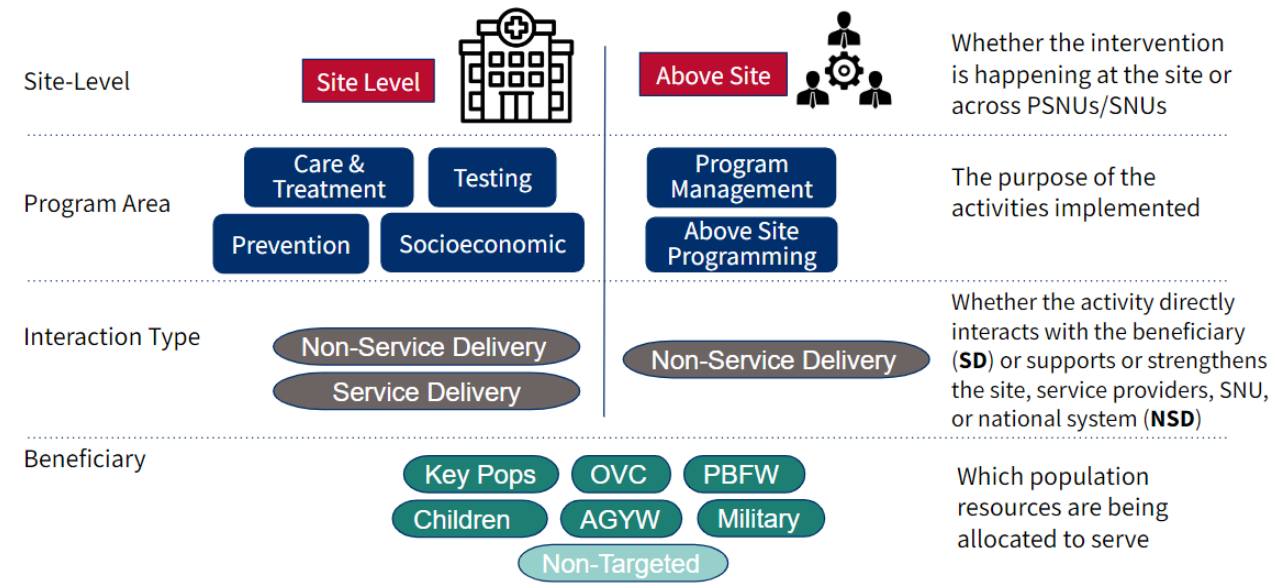 Site-Level
Site Level
Above Site
Whether the intervention
is happening at the site or
across PSNUs/SNUs
Program Area
Care &
Treatment
Testing
Prevention
Socioeconomic
Program
Management
Above Site
Programming
The purpose of the
activities implemented
Interaction Type
Non-Service Delivery
Service Delivery
Non-Service Delivery
Whether the activity directly
interacts with the beneficiary
(SD) or supports or strengthens
the site, service providers, SNU,
or national system (NSD)
Beneficiary
Key Pops
OVC
PBFW
Children
AGYW
Military
Non-Targeted
Which population
resources are being
allocated to serve